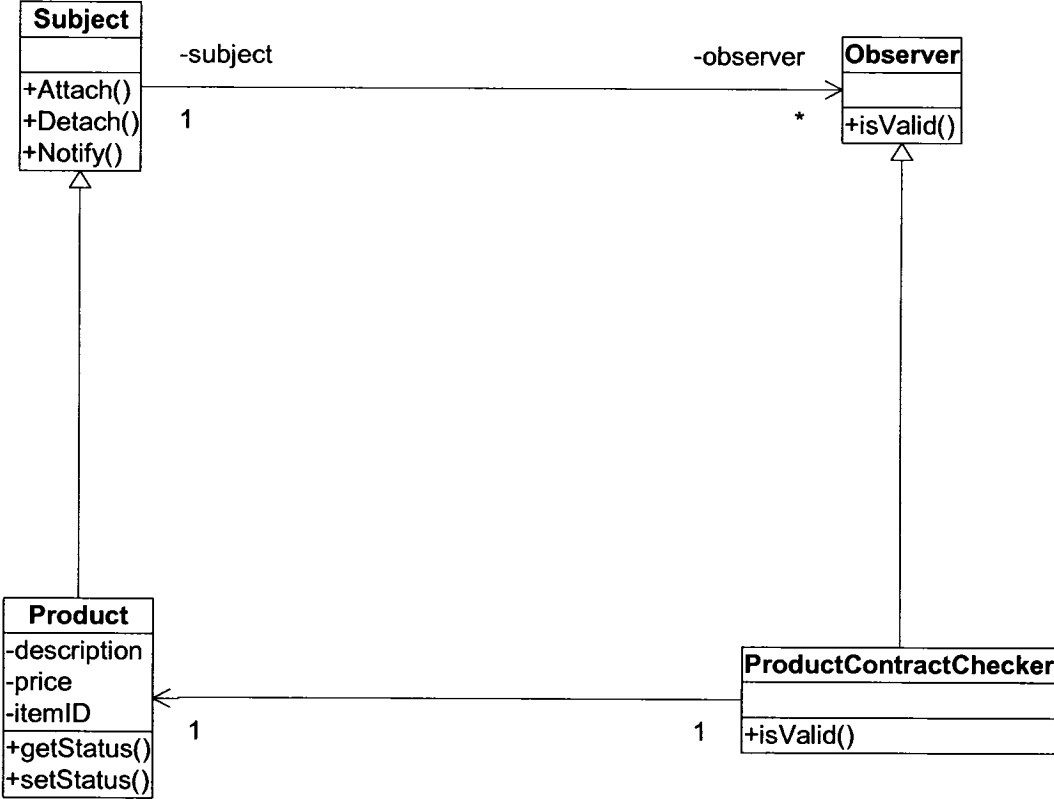 Subject
+Attach()
+Detach()
+Notify()
-subject
1
-observer
*
Observer
+isValid()
Product
-description
-price
-itemID
+getStatus()
+setStatus()
1
1
ProductContractChecker
+isValid()